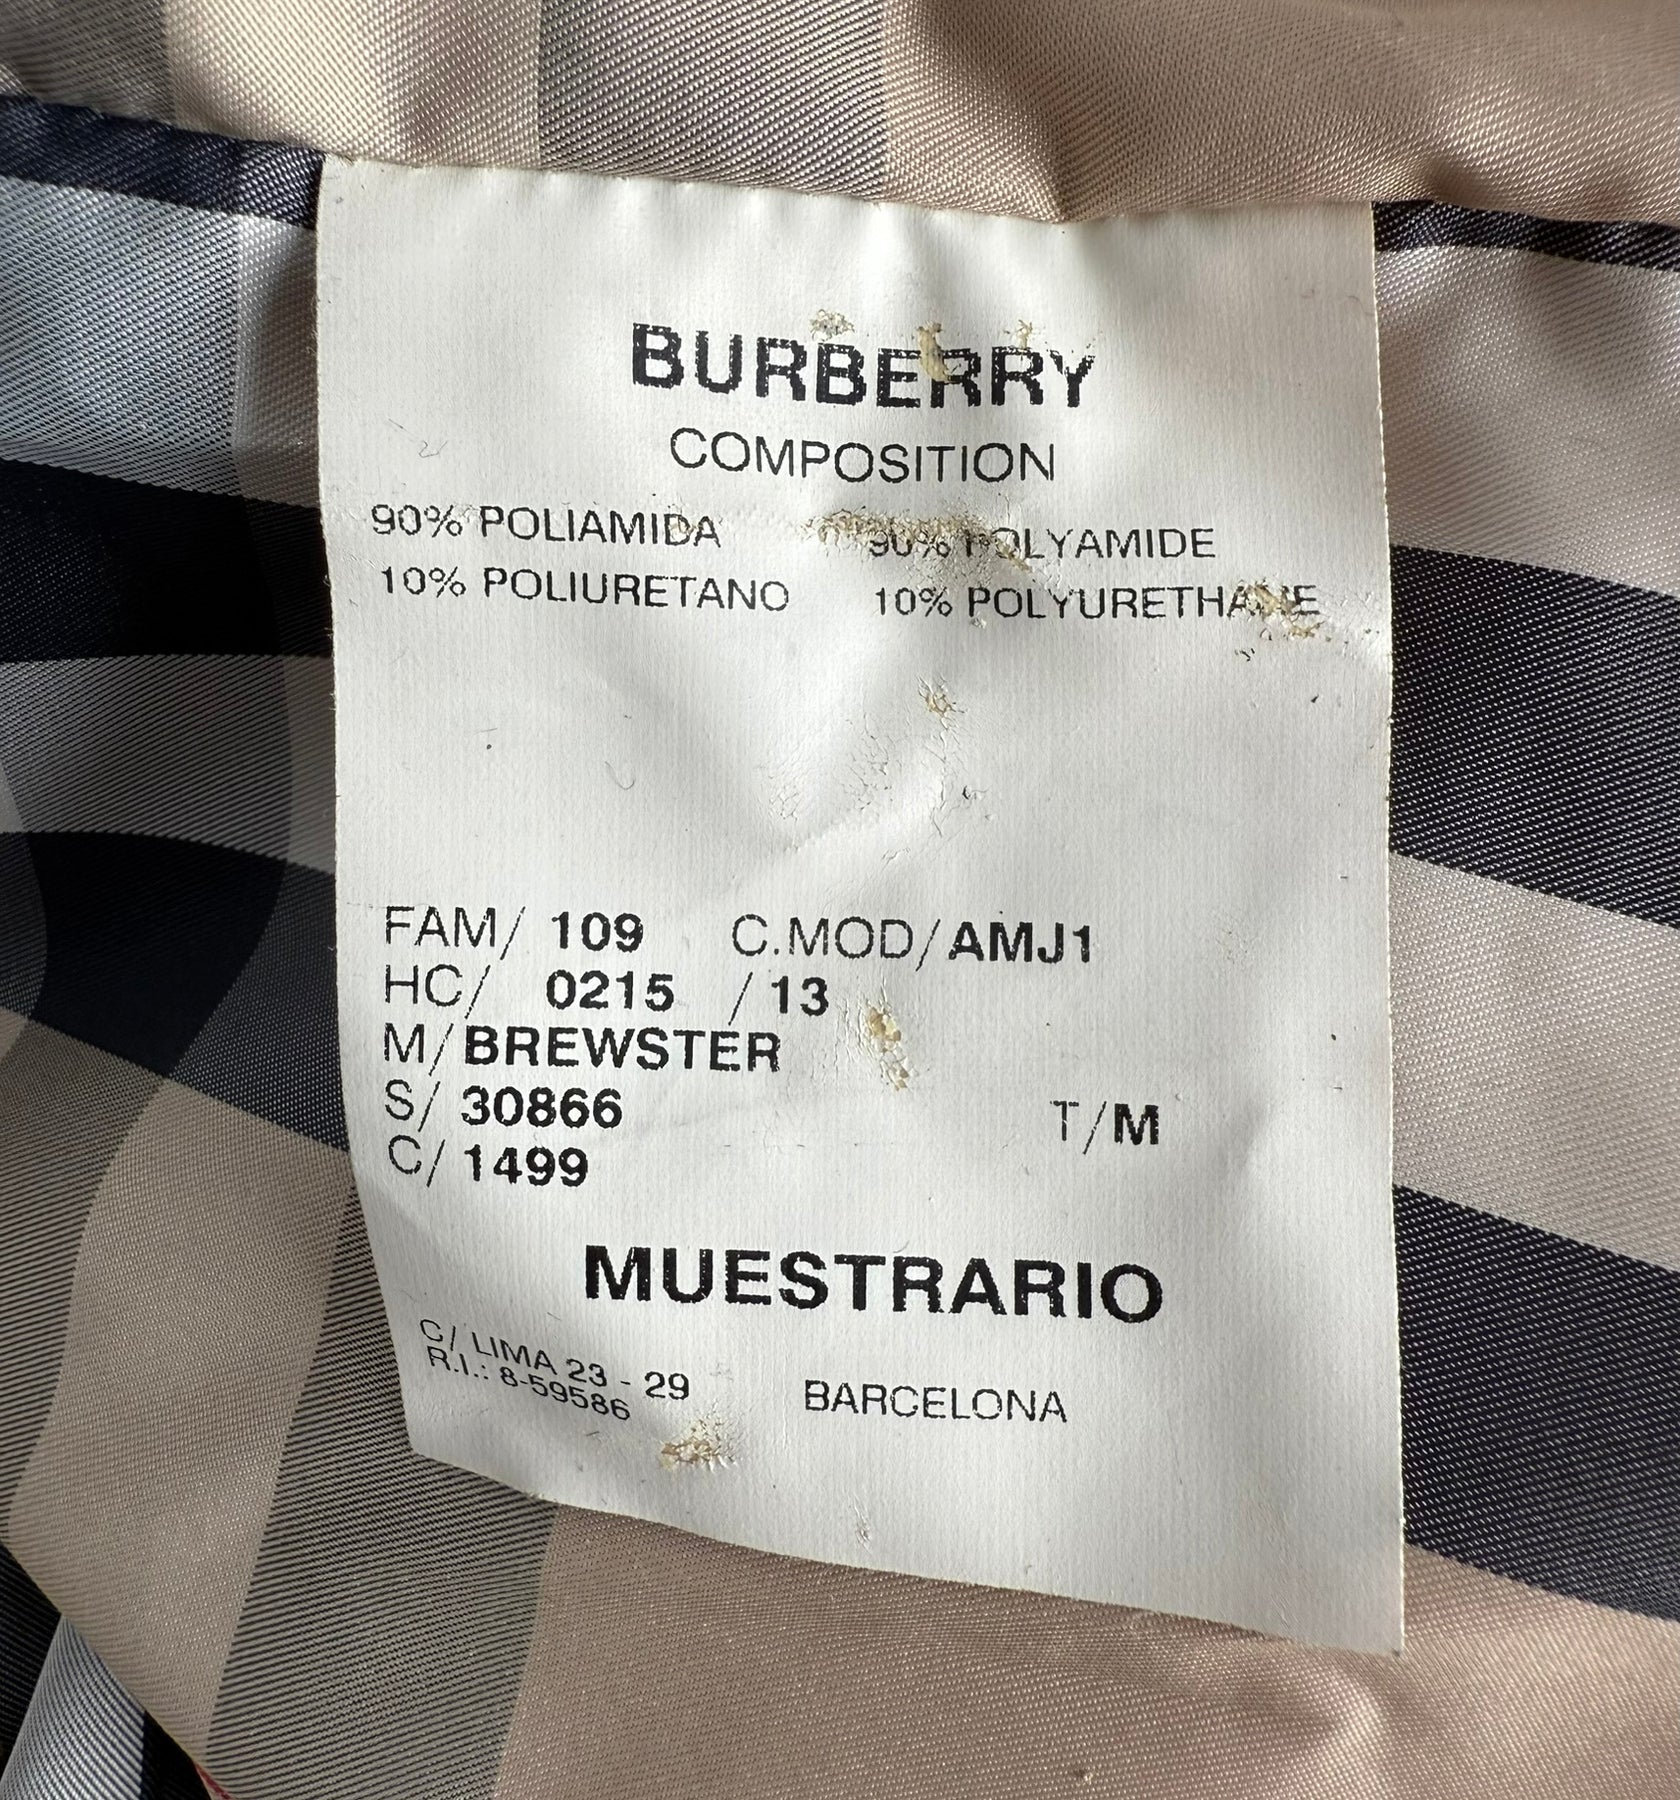 BURBERRY
COMPOSITION
90% POLIAMIDA 90% POLYAMIDE
10% POLIURETANO 10% POLYURETHANE
FAM/ 109 C.MOD/AMJ1
HC/ 0215 / 13
M/BREWSTER
S/ 30866 T/M
C/ 1499
MUESTRARIO
C/ LIMA 23 - 29 BARCELONA
R.I.: 8-59586